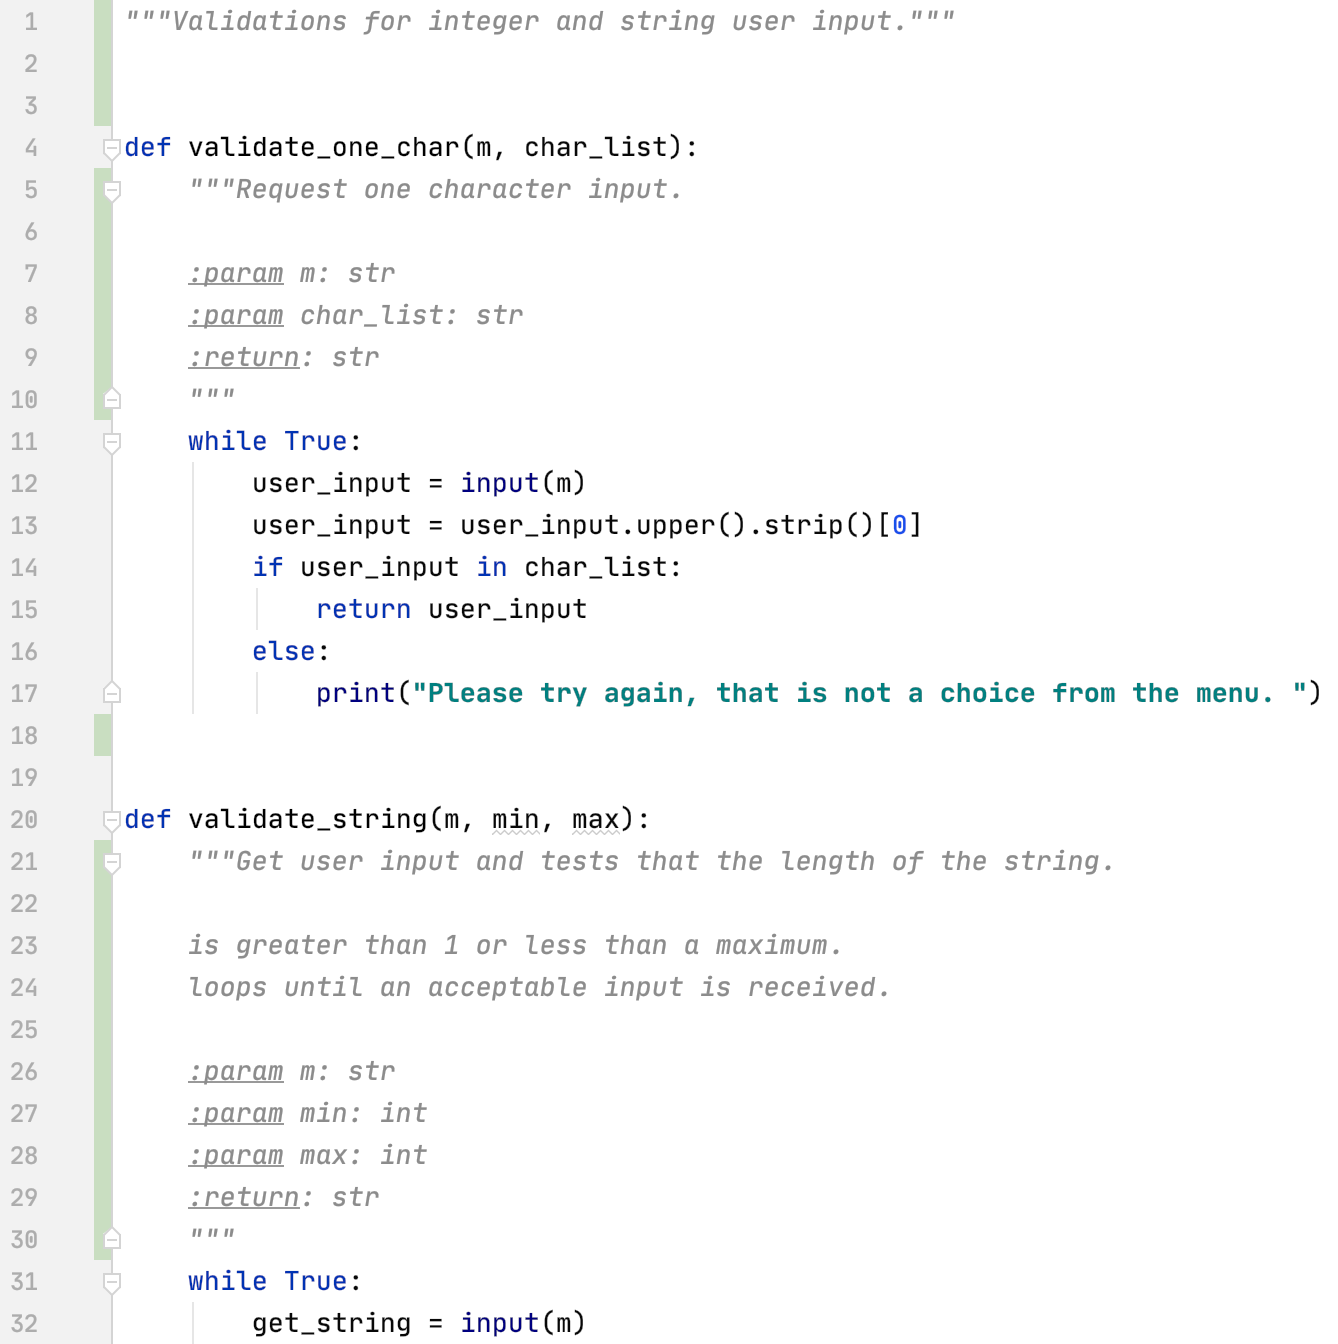 1 """Validations for integer and string user input."""
2
3
4 def validate_one_char(m, char_list):
5     """Request one character input.
6
7     :param m: str
8     :param char_list: str
9     :return: str
10     """
11     while True:
12         user_input = input(m)
13         user_input = user_input.upper().strip()[0]
14         if user_input in char_list:
15             return user_input
16         else:
17             print("Please try again, that is not a choice from the menu. ")
18
19
20 def validate_string(m, min, max):
21     """Get user input and tests that the length of the string.
22
23     is greater than 1 or less than a maximum.
24     loops until an acceptable input is received.
25
26     :param m: str
27     :param min: int
28     :param max: int
29     :return: str
30     """
31     while True:
32         get_string = input(m)